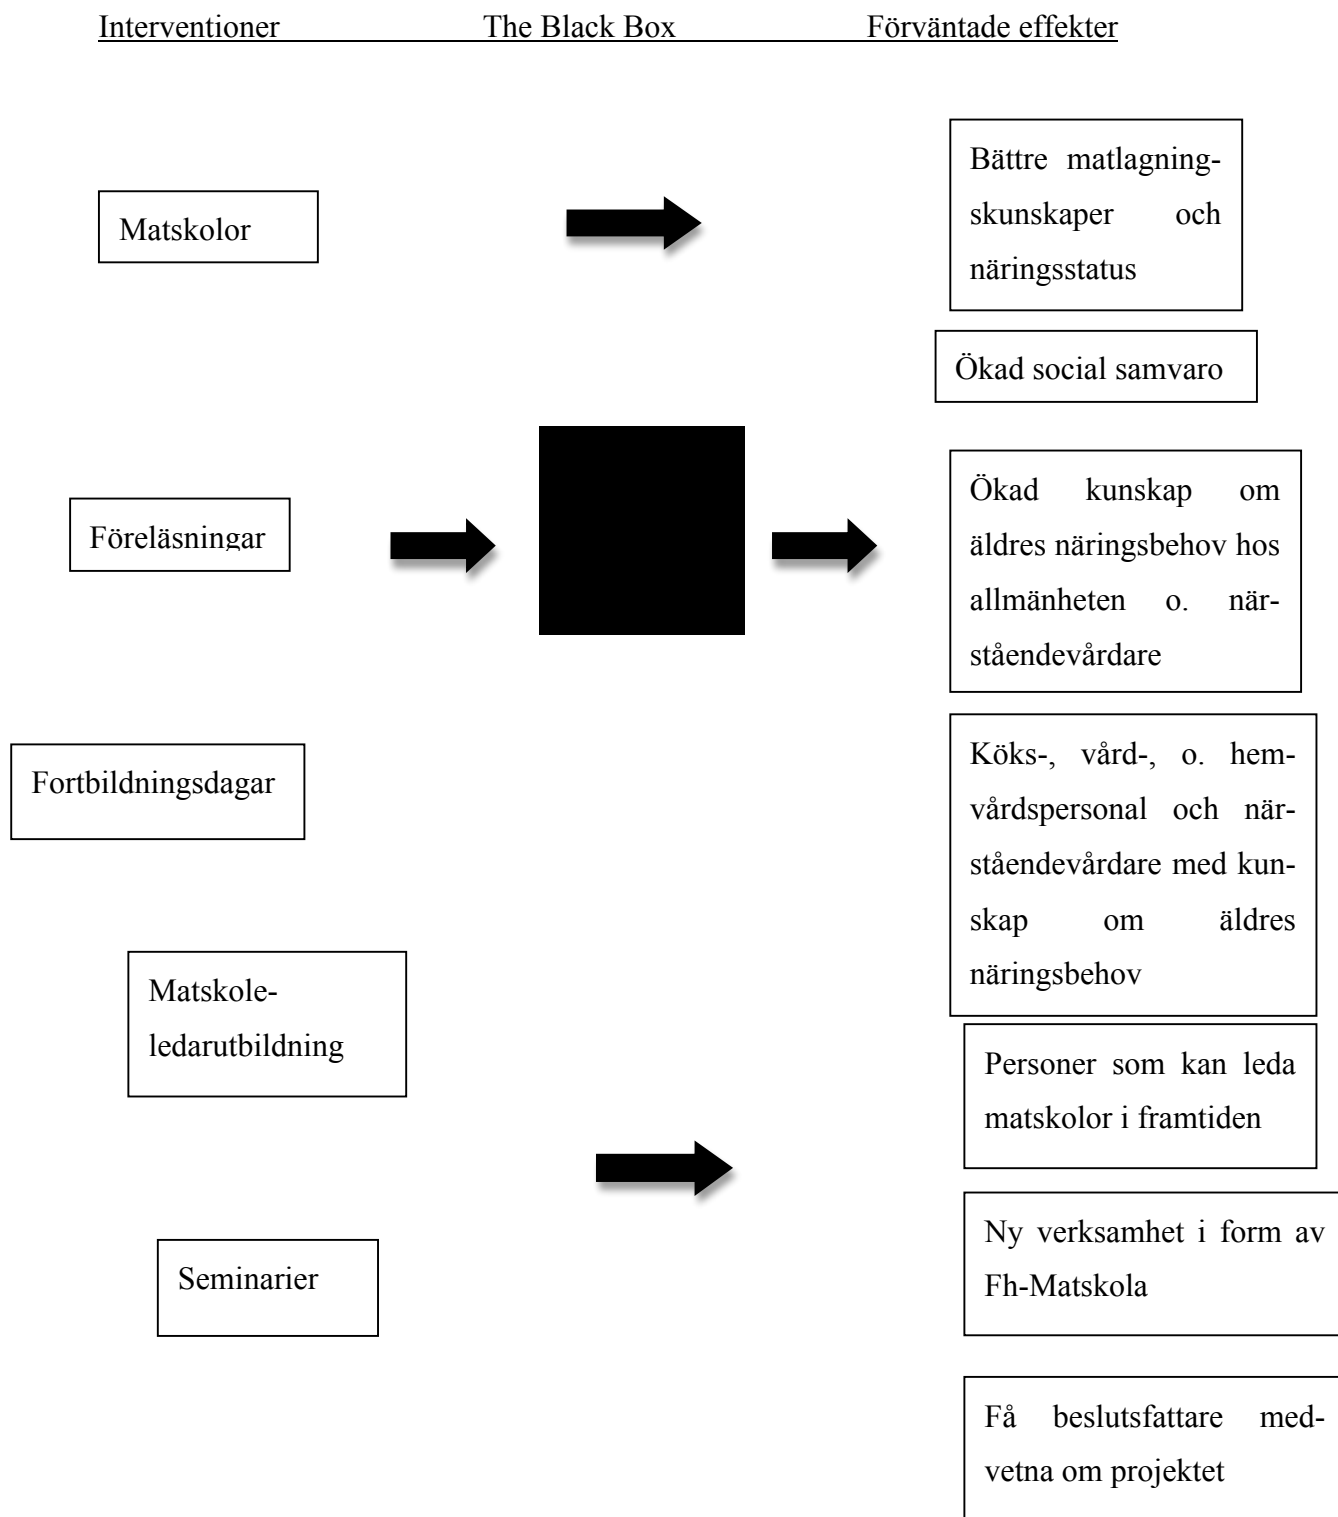 Interventioner The Black Box Förväntade effekter
Matskolor
Bättre matlagning-
skunskaper och
näringsstatus
Ökad social samvaro
Föreläsningar
Ökad kunskap om
äldres näringsbehov hos
allmänheten o. när-
ståendevårdare
Fortbildningsdagar
Köks-, vård-, o. hem-
vårdspersonal och när-
ståendevårdare med kun-
skap om äldres
näringsbehov
Matskole-
ledarutbildning
Personer som kan leda
matskolor i framtiden
Seminarier
Ny verksamhet i form av
Fh-Matskola
Få beslutsfattare med-
vetna om projektet